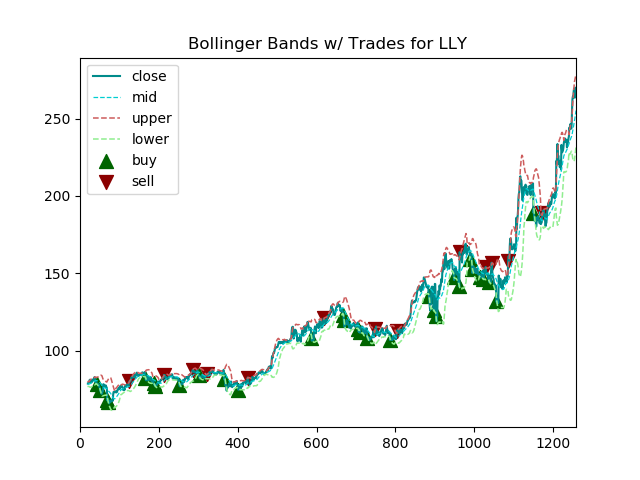 Bollinger Bands w/ Trades for LLY
close
mid
upper
lower
buy
sell
250
200
150
100
0 200 400 600 800 1000 1200